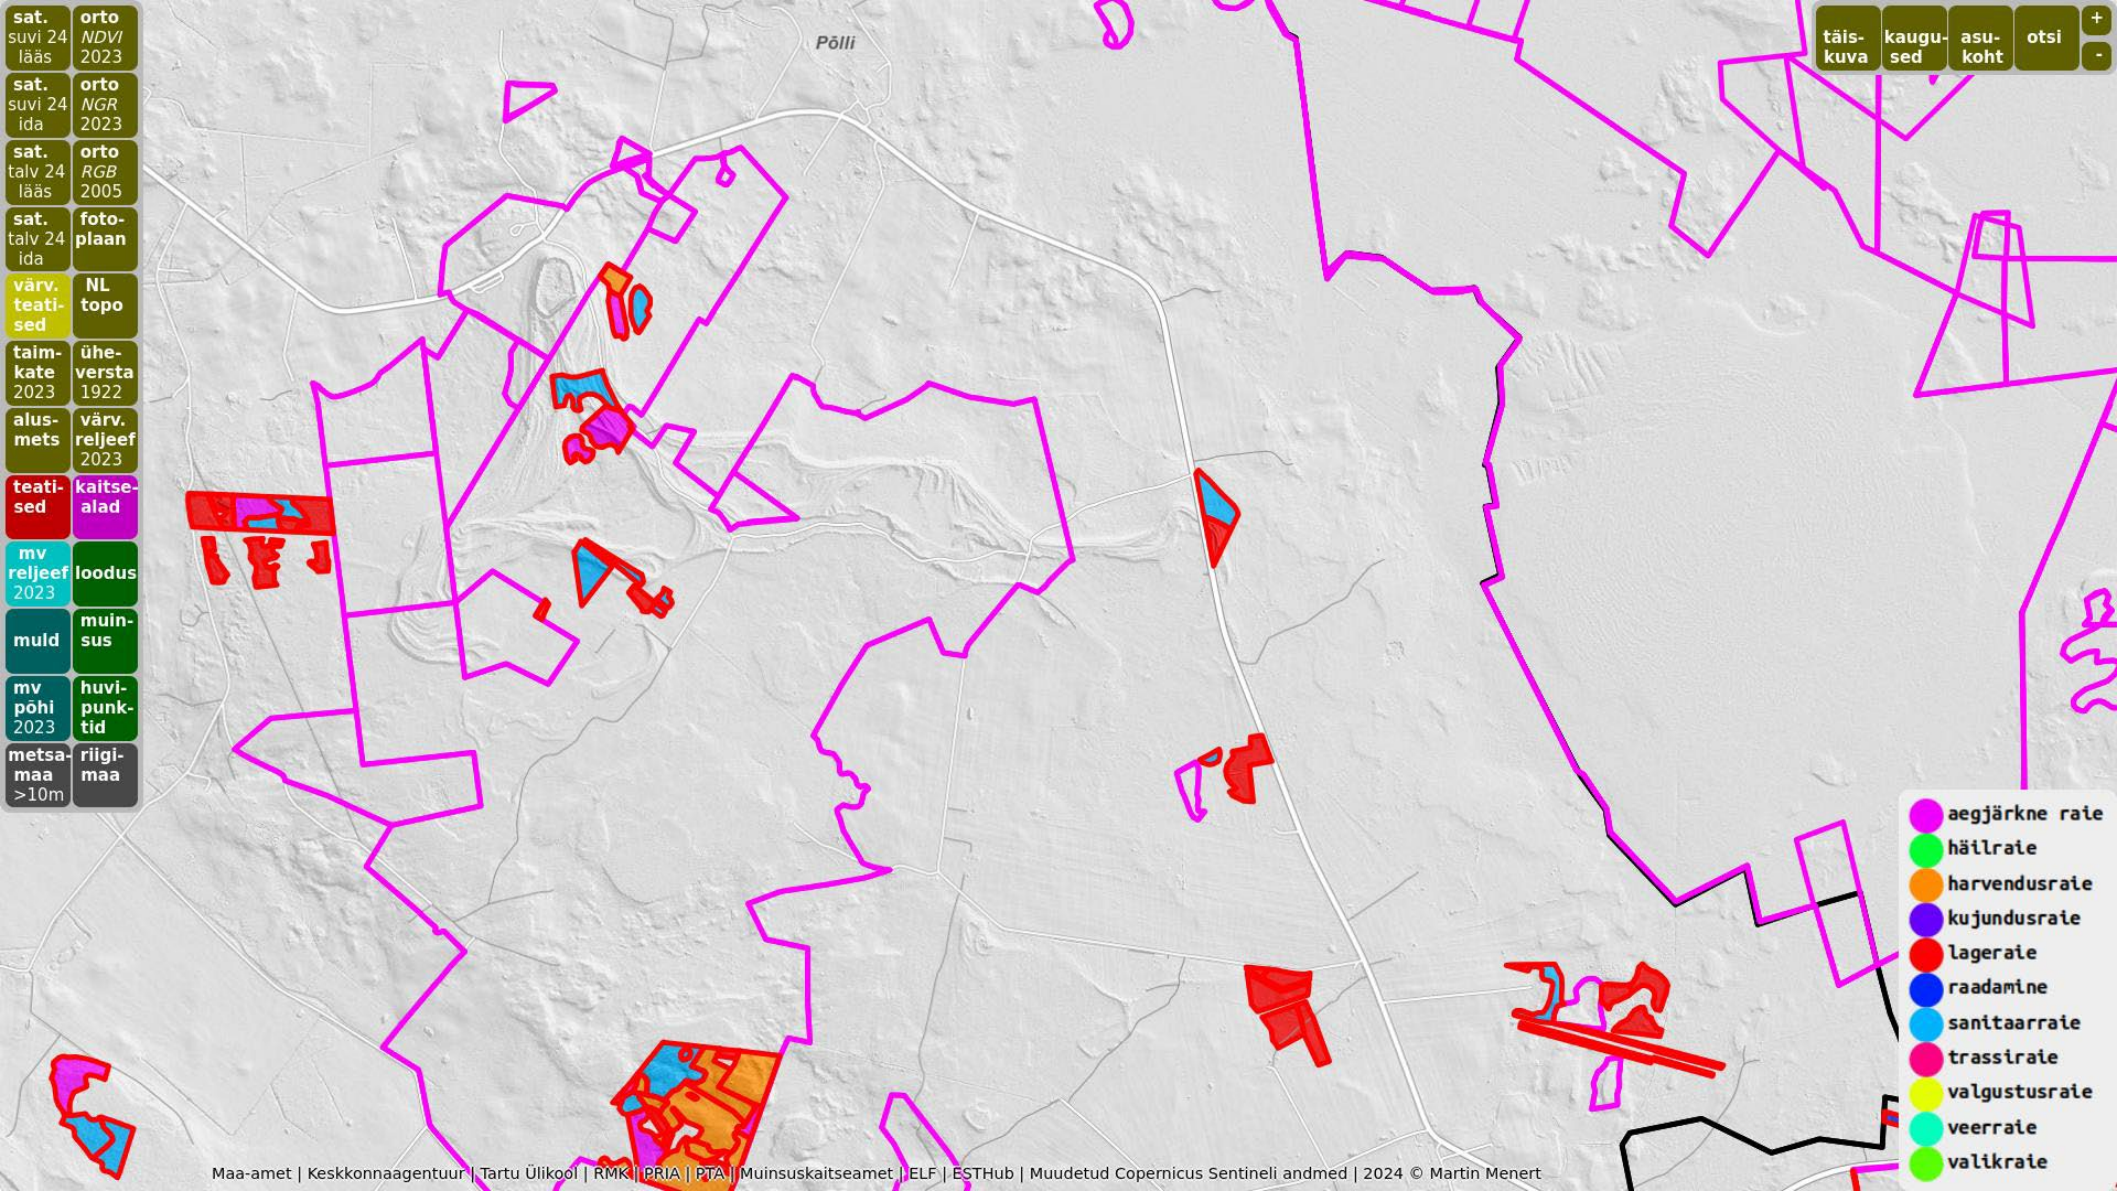 sat.
suvi 24
lääs
orto
NDVI
2023
sat.
suvi 24
ida
orto
NGR
2023
sat.
talv 24
lääs
orto
RGB
2005
sat.
talv 24
ida
foto-
plaan
värv.
teati-
sed
NL
topo
taim-
kate
2023
ühe-
versta
1922
alus-
mets
värv.
reljeef
2023
teati-
sed
kaitse-
alad
mv
reljeef
2023
loodus
muld
muin-
sus
mv
põhi
2023
huvi-
punk-
tid
metsa-
maa
>10m
riigi-
maa
Põlli
täis-
kuva
kaugu-
sed
asu-
koht
otsi
+
-
aegjärkne raie
häilraie
harvendusraie
kujundusraie
lageraie
raadamine
sanitaarraie
trassiraie
valgustusraie
veerraie
valikraie
Maa-amet | Keskkonnaagentuur | Tartu Ülikool | RMK | PRIA | PTA | Muinsuskaitseamet | ELF | ESTHub | Muudetud Copernicus Sentineli andmed | 2024 © Martin Menert